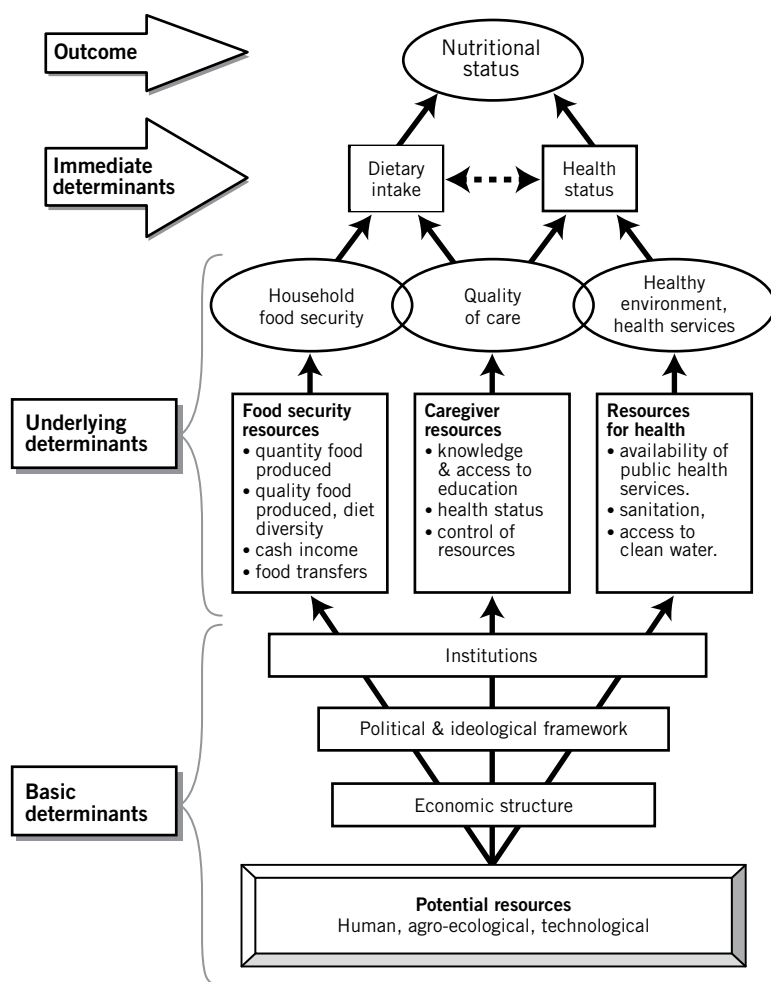 Outcome
Nutritional
status
Immediate
determinants
Dietary
intake
Health
status
Household
food security
Quality
of care
Healthy
environment,
health services
Underlying
determinants
Food security
resources
• quantity food
produced
• quality food
produced, diet
diversity
• cash income
• food transfers
Caregiver
resources
• knowledge
& access to
education
• health status
• control of
resources
Resources
for health
• availability of
public health
services.
• sanitation,
• access to
clean water.
Basic
determinants
Institutions
Political & ideological framework
Economic structure
Potential resources
Human, agro-ecological, technological